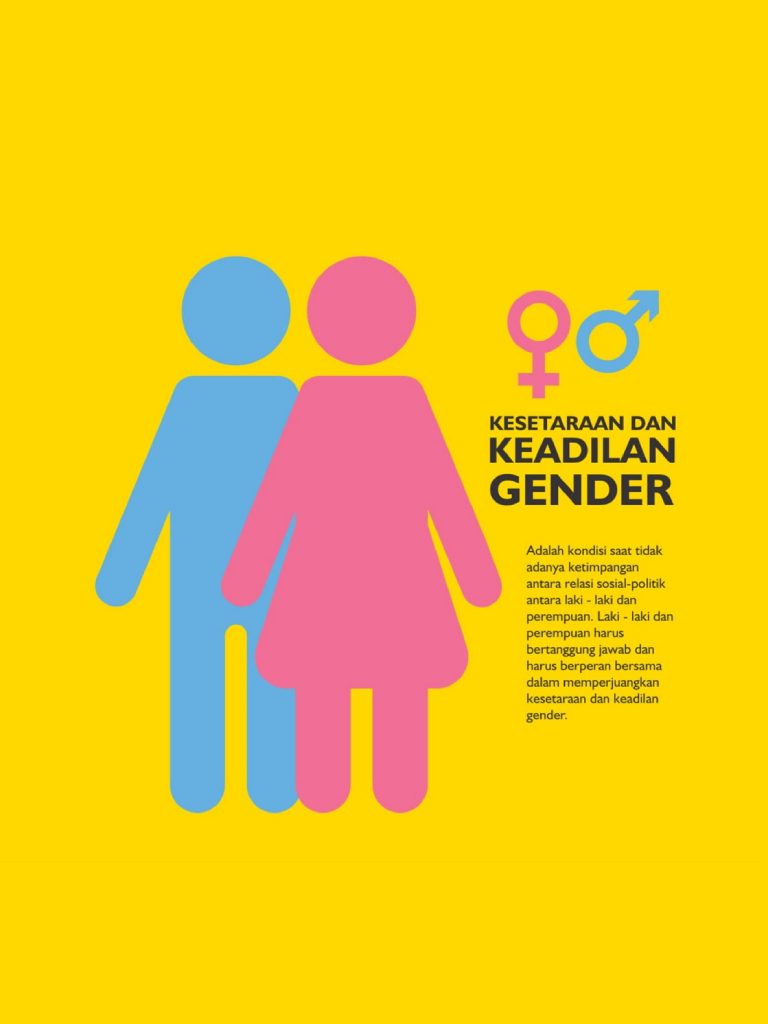 KESETARAAN DAN
KEADILAN
GENDER
Adalah kondisi saat tidak
adanya ketimpangan
antara relasi sosial-politik
antara laki - laki dan
perempuan. Laki - laki dan
perempuan harus
bertanggung jawab dan
harus berperan bersama
dalam memperjuangkan
kesetaraan dan keadilan
gender.